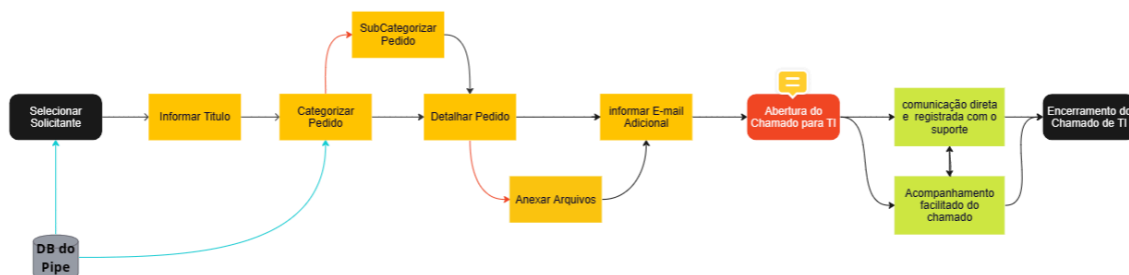 SubCategorizar
Pedido
Selecionar
Solicitante
Informar Titulo
Categorizar
Pedido
Detalhar Pedido
informar E-mail
Adicional
Abertura do
Chamado para TI
comunicação direta
e registrada com o
suporte
Encerramento do
Chamado de TI
Anexar Arquivos
Acompanhamento
facilitado do
chamado
DB do
Pipe